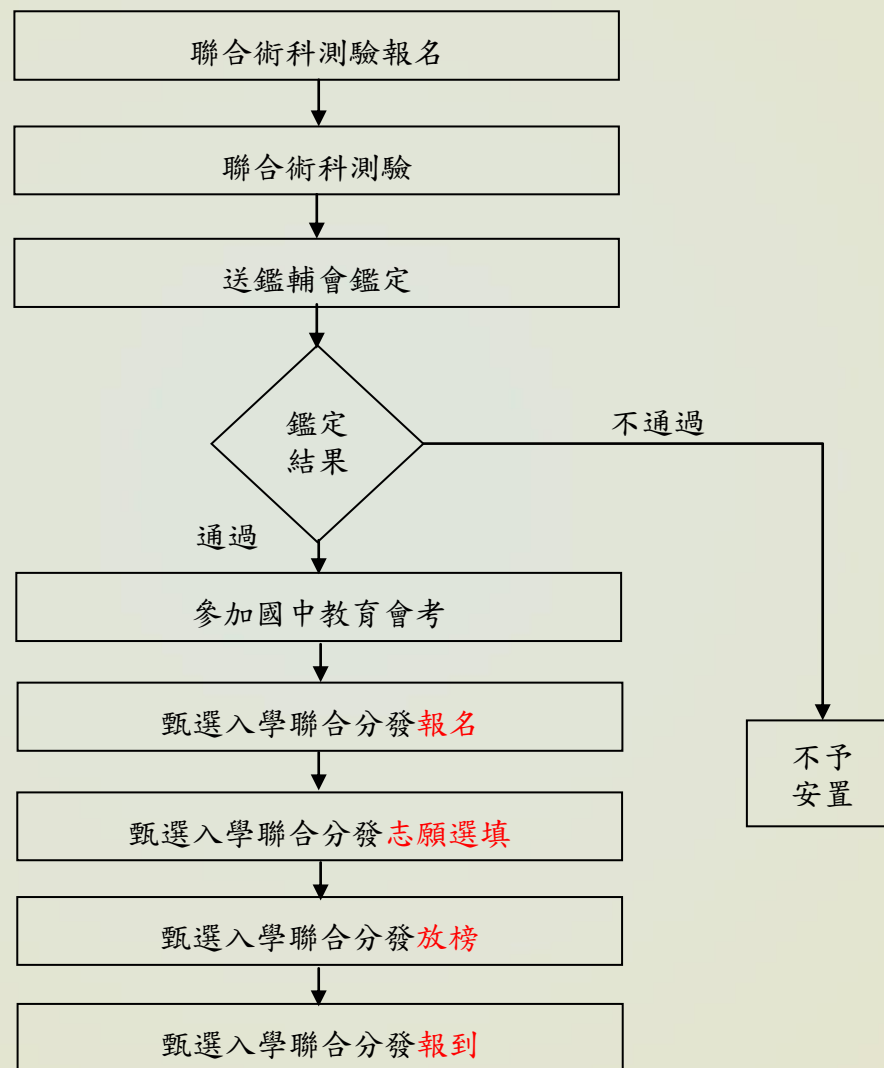 聯合術科測驗報名
聯合術科測驗
送鑑輔會鑑定
鑑定
結果
不通過
通過
參加國中教育會考
甄選入學聯合分發報名
不予
安置
甄選入學聯合分發志願選填
甄選入學聯合分發放榜
甄選入學聯合分發報到